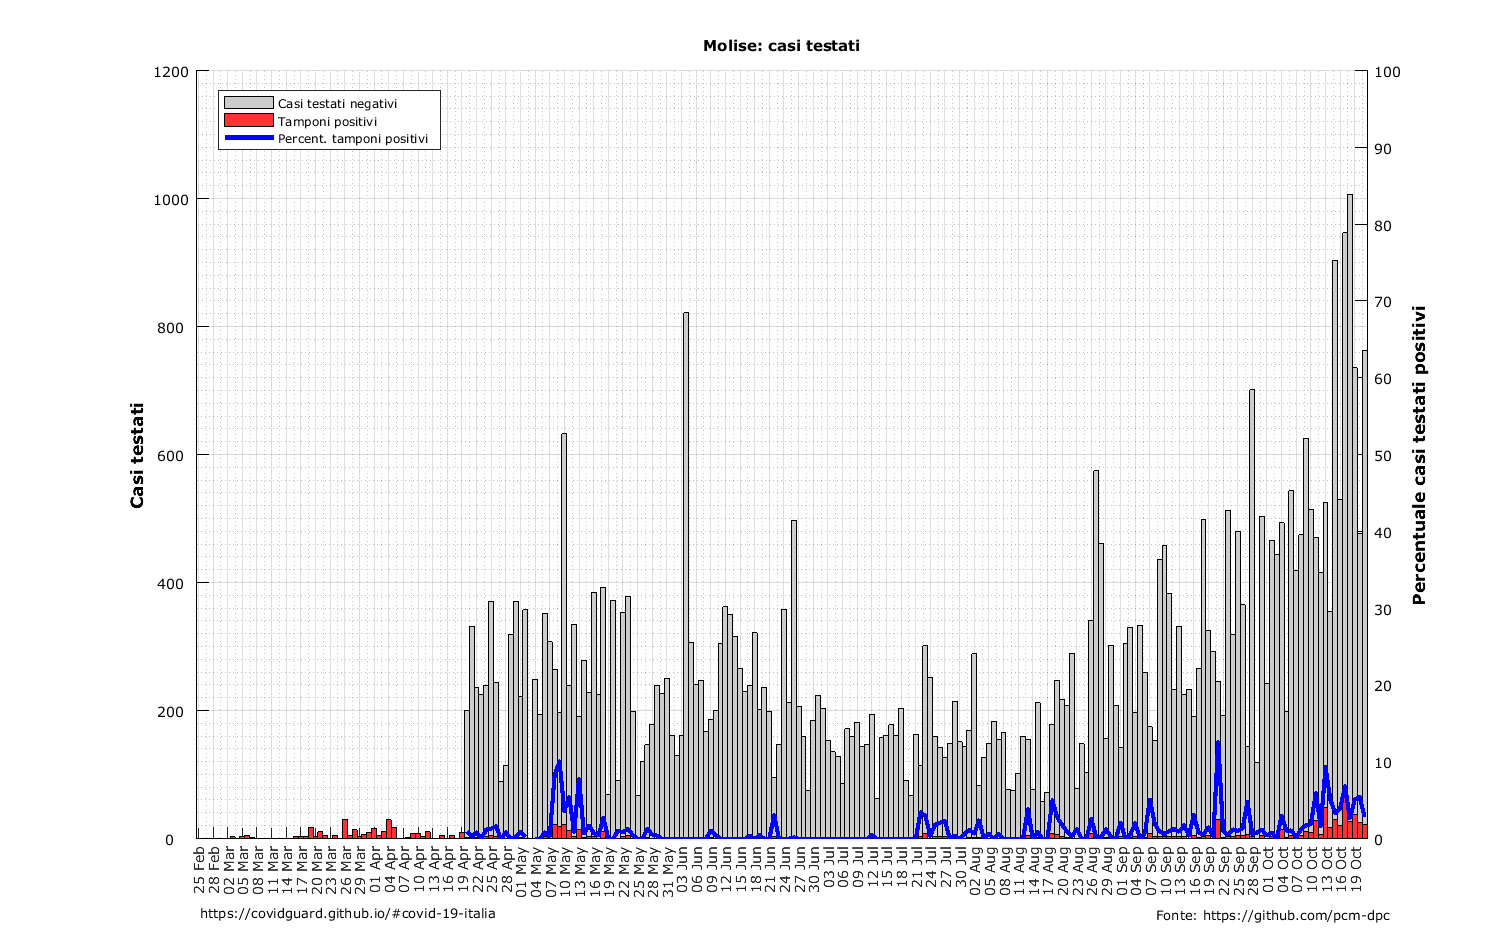 Molise: casi testati
1200
1000
800
600
400
200
0
Casi testati
Casi testati negativi
Tamponi positivi
Percent. tamponi positivi
100
90
80
70
60
50
40
30
20
10
0
Percentuale casi testati positivi
25 Feb
28 Feb
02 Mar
05 Mar
08 Mar
11 Mar
14 Mar
17 Mar
20 Mar
23 Mar
26 Mar
29 Mar
01 Apr
04 Apr
07 Apr
10 Apr
13 Apr
16 Apr
19 Apr
22 Apr
25 Apr
28 Apr
01 May
04 May
07 May
10 May
13 May
16 May
19 May
22 May
25 May
28 May
31 May
03 Jun
06 Jun
09 Jun
12 Jun
15 Jun
18 Jun
21 Jun
24 Jun
27 Jun
30 Jun
03 Jul
06 Jul
09 Jul
12 Jul
15 Jul
18 Jul
21 Jul
24 Jul
27 Jul
30 Jul
02 Aug
05 Aug
08 Aug
11 Aug
14 Aug
17 Aug
20 Aug
23 Aug
26 Aug
29 Aug
01 Sep
04 Sep
07 Sep
10 Sep
13 Sep
16 Sep
19 Sep
22 Sep
25 Sep
28 Sep
01 Oct
04 Oct
07 Oct
10 Oct
13 Oct
16 Oct
19 Oct
https://covidguard.github.io/#covid-19-italia
Fonte: https://github.com/pcm-dpc